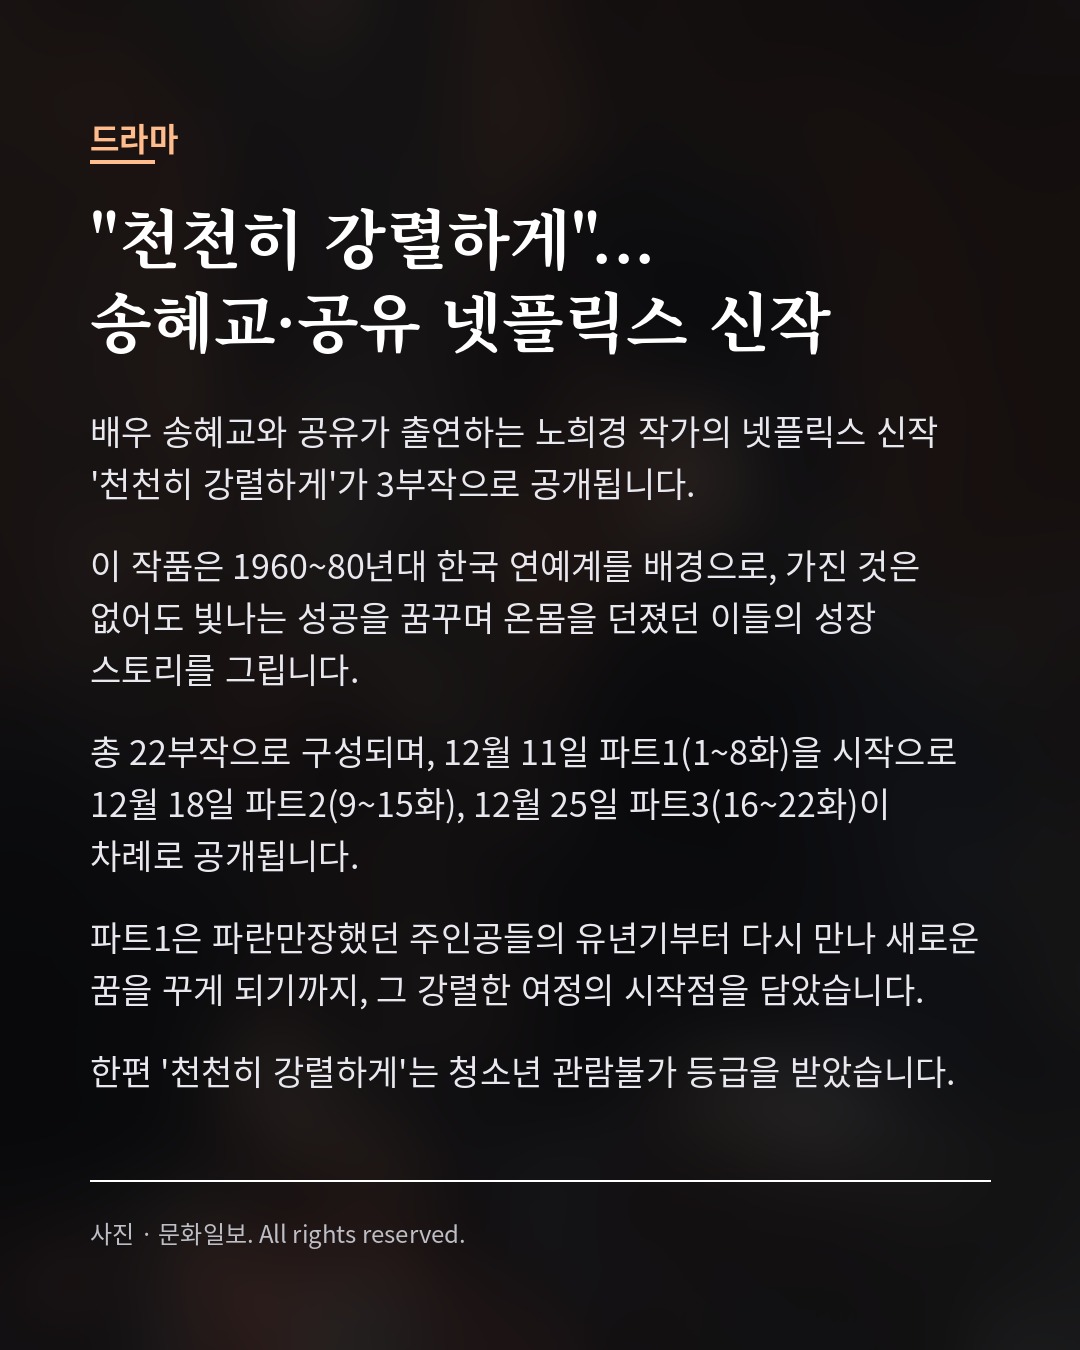 드라마
"천천히 강렬하게"...
송혜교·공유 넷플릭스 신작
배우 송혜교와 공유가 출연하는 노희경 작가의 넷플릭스 신작
'천천히 강렬하게'가 3부작으로 공개됩니다.
이 작품은 1960~80년대 한국 연예계를 배경으로, 가진 것은
없어도 빛나는 성공을 꿈꾸며 온몸을 던졌던 이들의 성장
스토리를 그립니다.
총 22부작으로 구성되며, 12월 11일 파트1(1~8화)을 시작으로
12월 18일 파트2(9~15화), 12월 25일 파트3(16~22화)이
차례로 공개됩니다.
파트1은 파란만장했던 주인공들의 유년기부터 다시 만나 새로운
꿈을 꾸게 되기까지, 그 강렬한 여정의 시작점을 담았습니다.
한편 '천천히 강렬하게'는 청소년 관람불가 등급을 받았습니다.
사진 · 문화일보. All rights reserved.